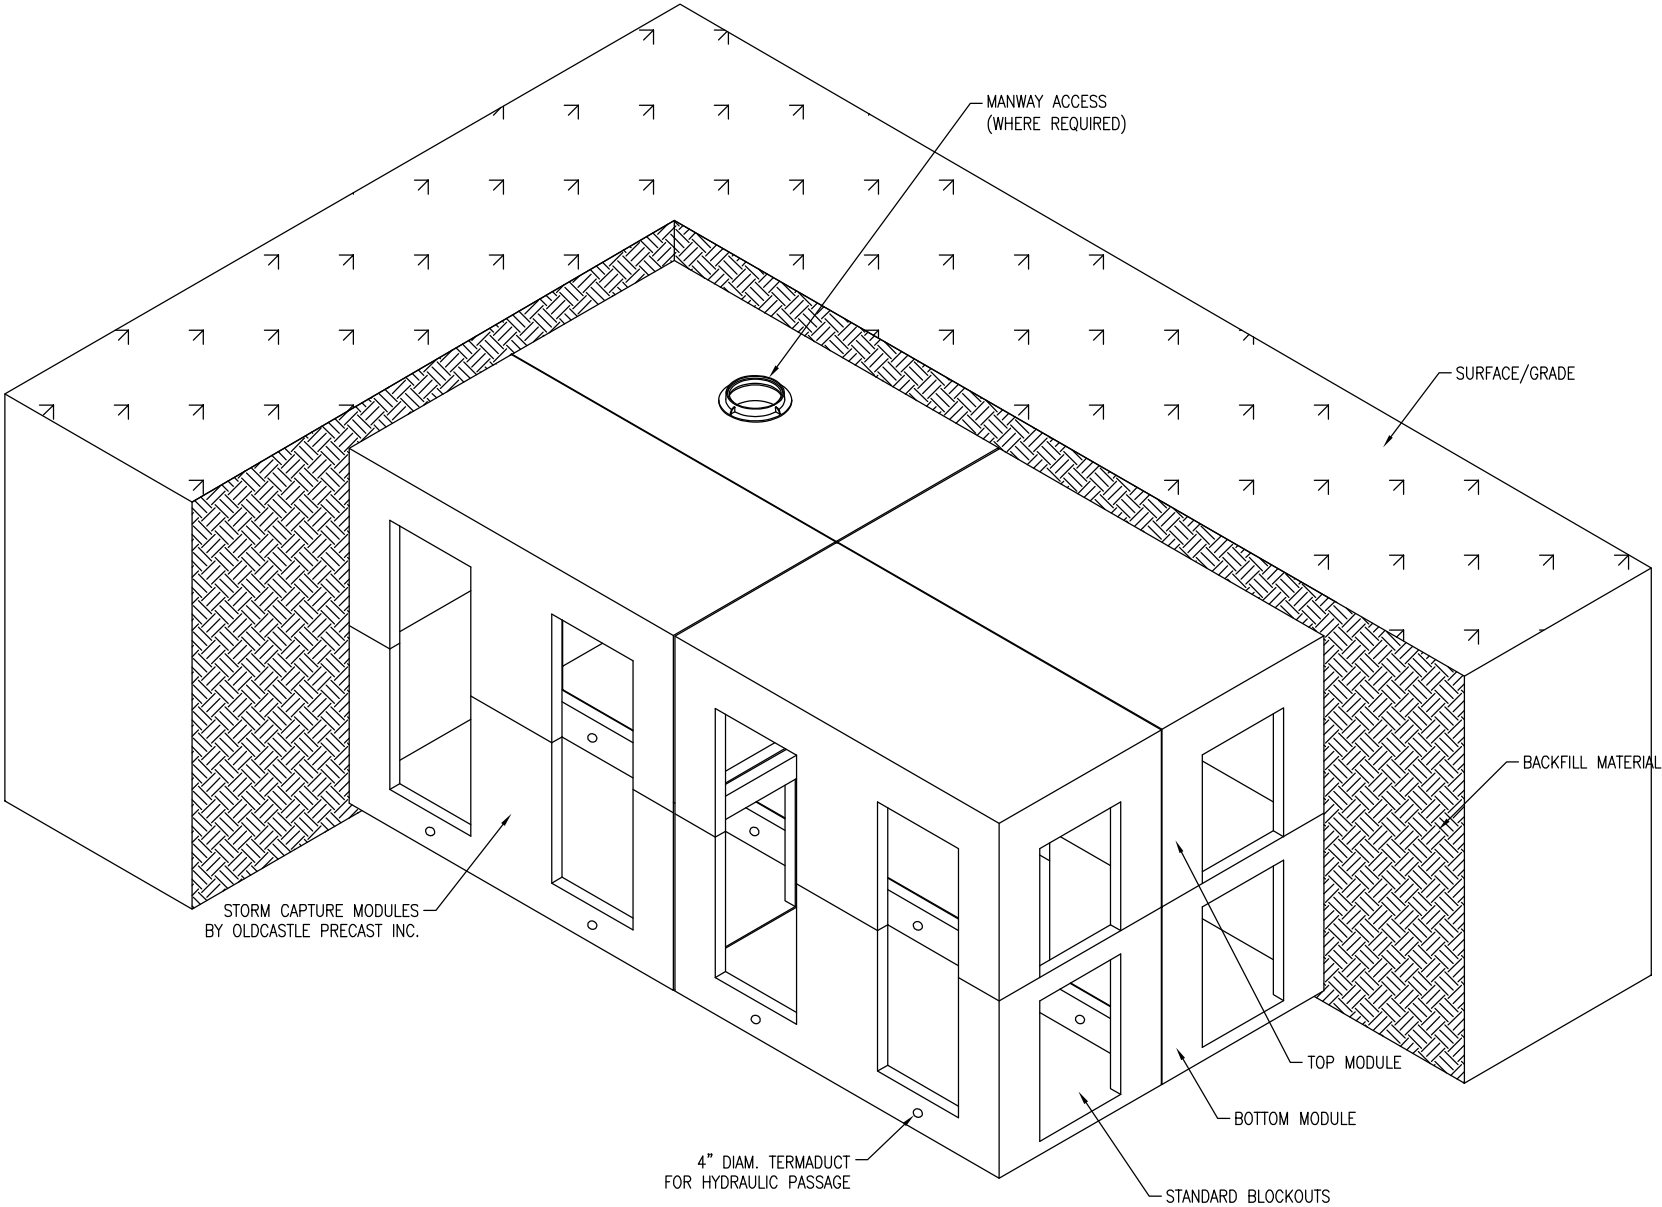 MANWAY ACCESS
(WHERE REQUIRED)
SURFACE/GRADE
BACKFILL MATERIAL
STORM CAPTURE MODULES
BY OLDCASTLE PRECAST INC.
TOP MODULE
BOTTOM MODULE
4" DIAM. TERMADUCT
FOR HYDRAULIC PASSAGE
STANDARD BLOCKOUTS